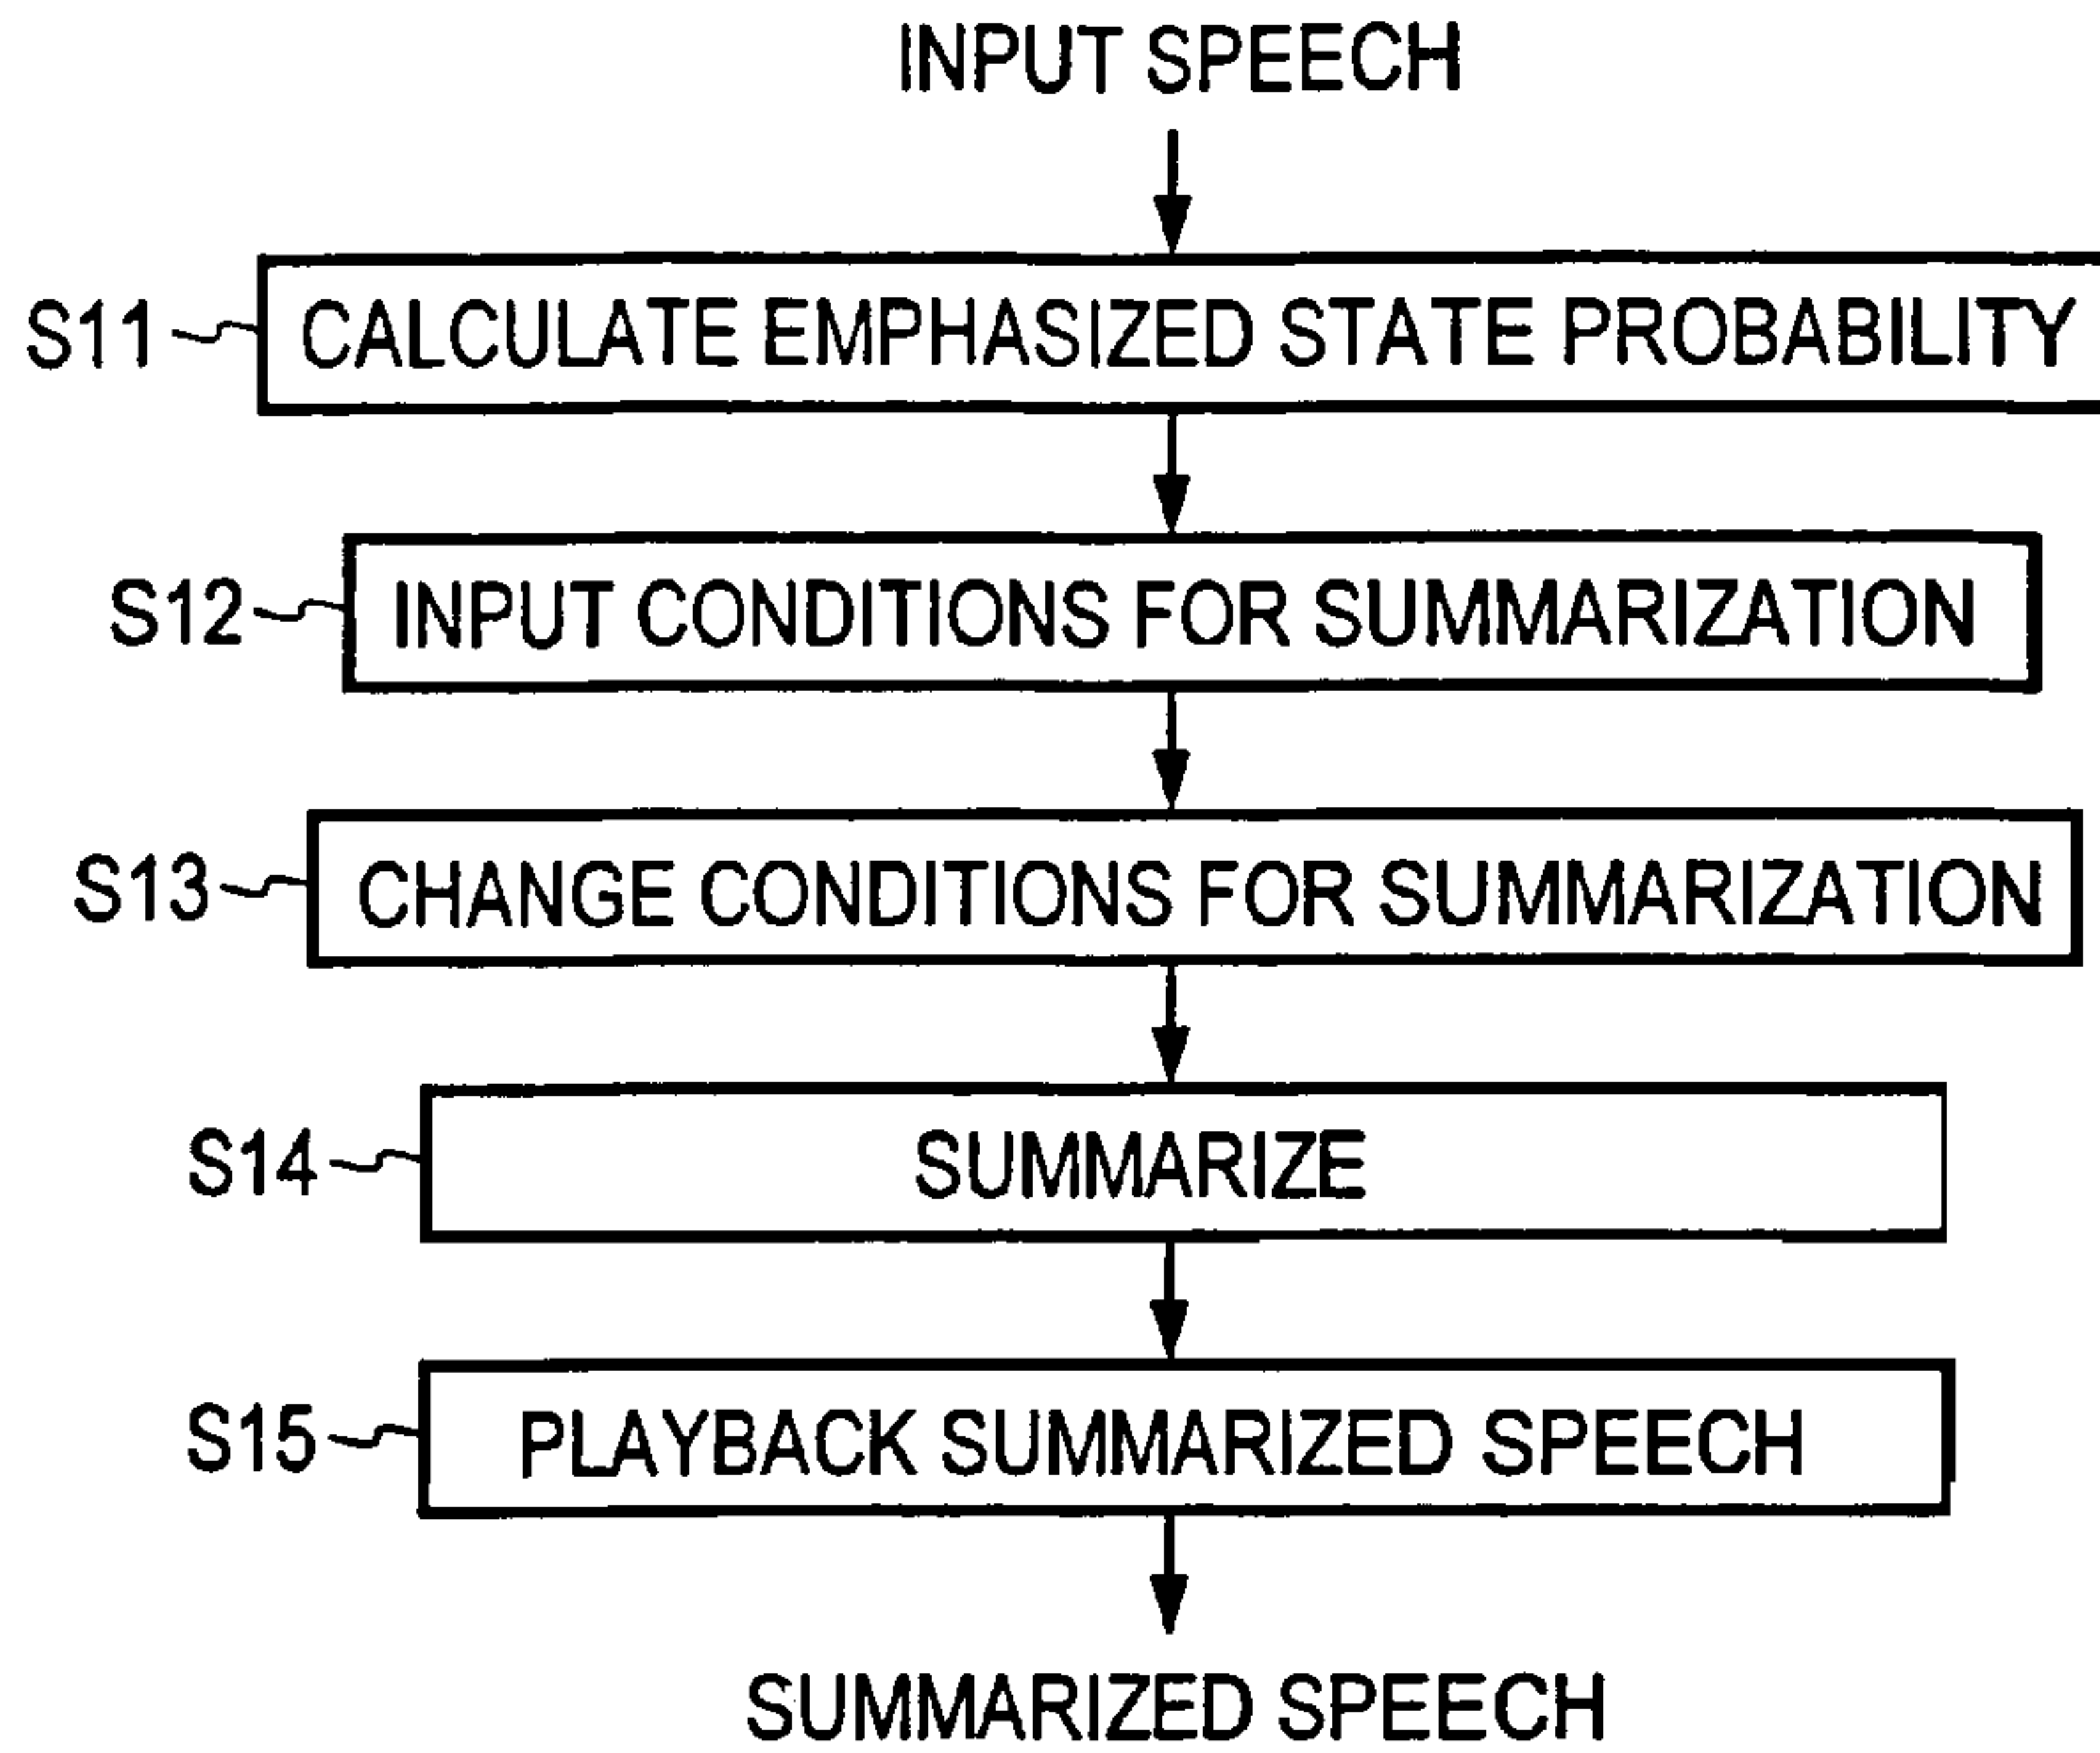 INPUT SPEECH
S11 CALCULATE EMPHASIZED STATE PROBABILITY
S12 INPUT CONDITIONS FOR SUMMARIZATION
S13 CHANGE CONDITIONS FOR SUMMARIZATION
S14 SUMMARIZE
S15 PLAYBACK SUMMARIZED SPEECH
SUMMARIZED SPEECH